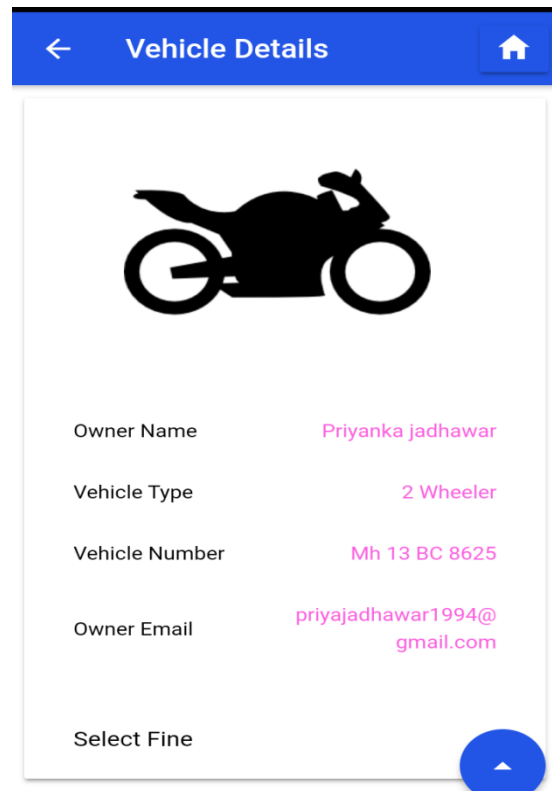 Vehicle Details
Owner Name Priyanka jadhawar
Vehicle Type 2 Wheeler
Vehicle Number Mh 13 BC 8625
Owner Email priyajadhawar1994@
gmail.com
Select Fine